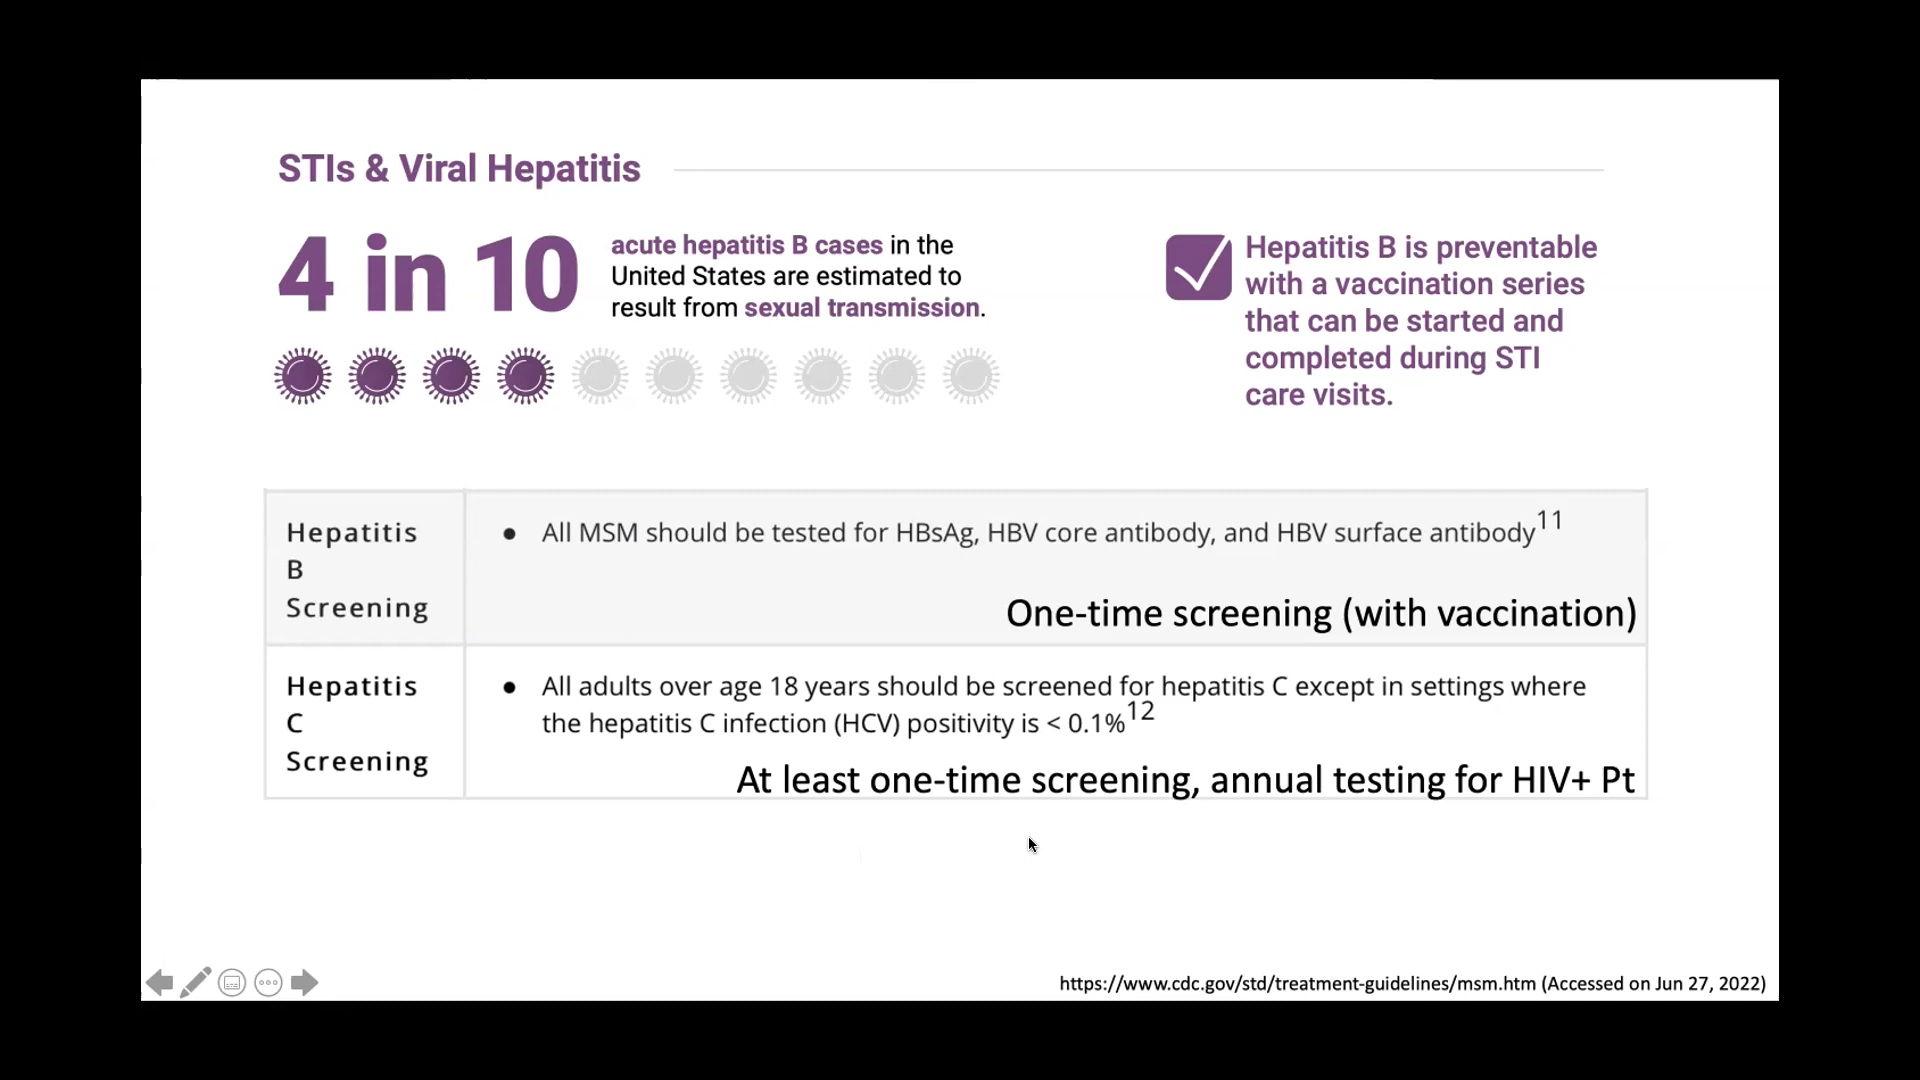 STIs & Viral Hepatitis
4 in 10
acute hepatitis B cases in the
United States are estimated to
result from sexual transmission.
Hepatitis B is preventable
with a vaccination series
that can be started and
completed during STI
care visits.
Hepatitis
B
Screening
• All MSM should be tested for HBsAg, HBV core antibody, and HBV surface antibody11
One-time screening (with vaccination)
Hepatitis
C
Screening
• All adults over age 18 years should be screened for hepatitis C except in settings where
the hepatitis C infection (HCV) positivity is < 0.1%12
At least one-time screening, annual testing for HIV+ Pt
https://www.cdc.gov/std/treatment-guidelines/msm.htm (Accessed on Jun 27, 2022)